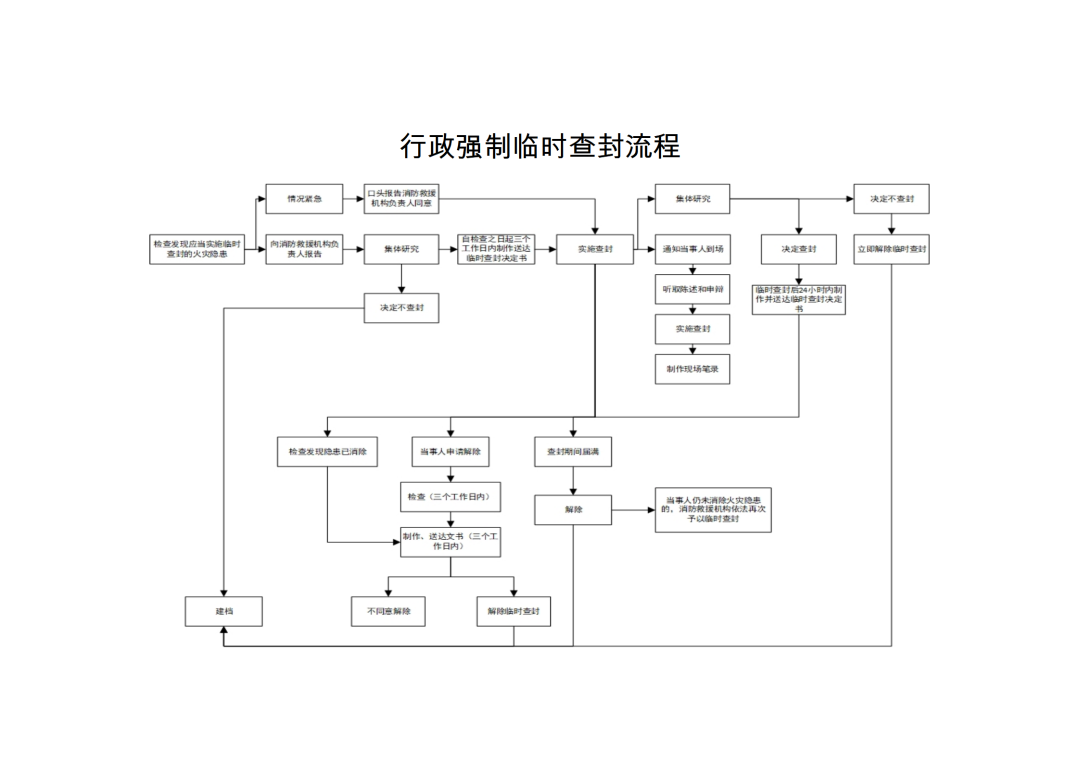 行政强制临时查封流程
情况紧急
口头报告消防救援
机构负责人同意
集体研究
决定不查封
检查发现应当实施临时
查封的火灾隐患
向消防救援机构负
责人报告
集体研究
自检查之日起三个
工作日内制作送达
临时查封决定书
实施查封
通知当事人到场
决定查封
立即解除临时查封
听取陈述和申辩
临时查封后24小时内制
作并送达临时查封决定
书
决定不查封
实施查封
制作现场笔录
检查发现隐患已消除
当事人申请解除
查封期间届满
检查（三个工作日内）
解除
当事人仍未消除火灾隐患
的，消防救援机构依法再次
予以临时查封
制作、送达文书（三个工
作日内）
建档
不同意解除
解除临时查封